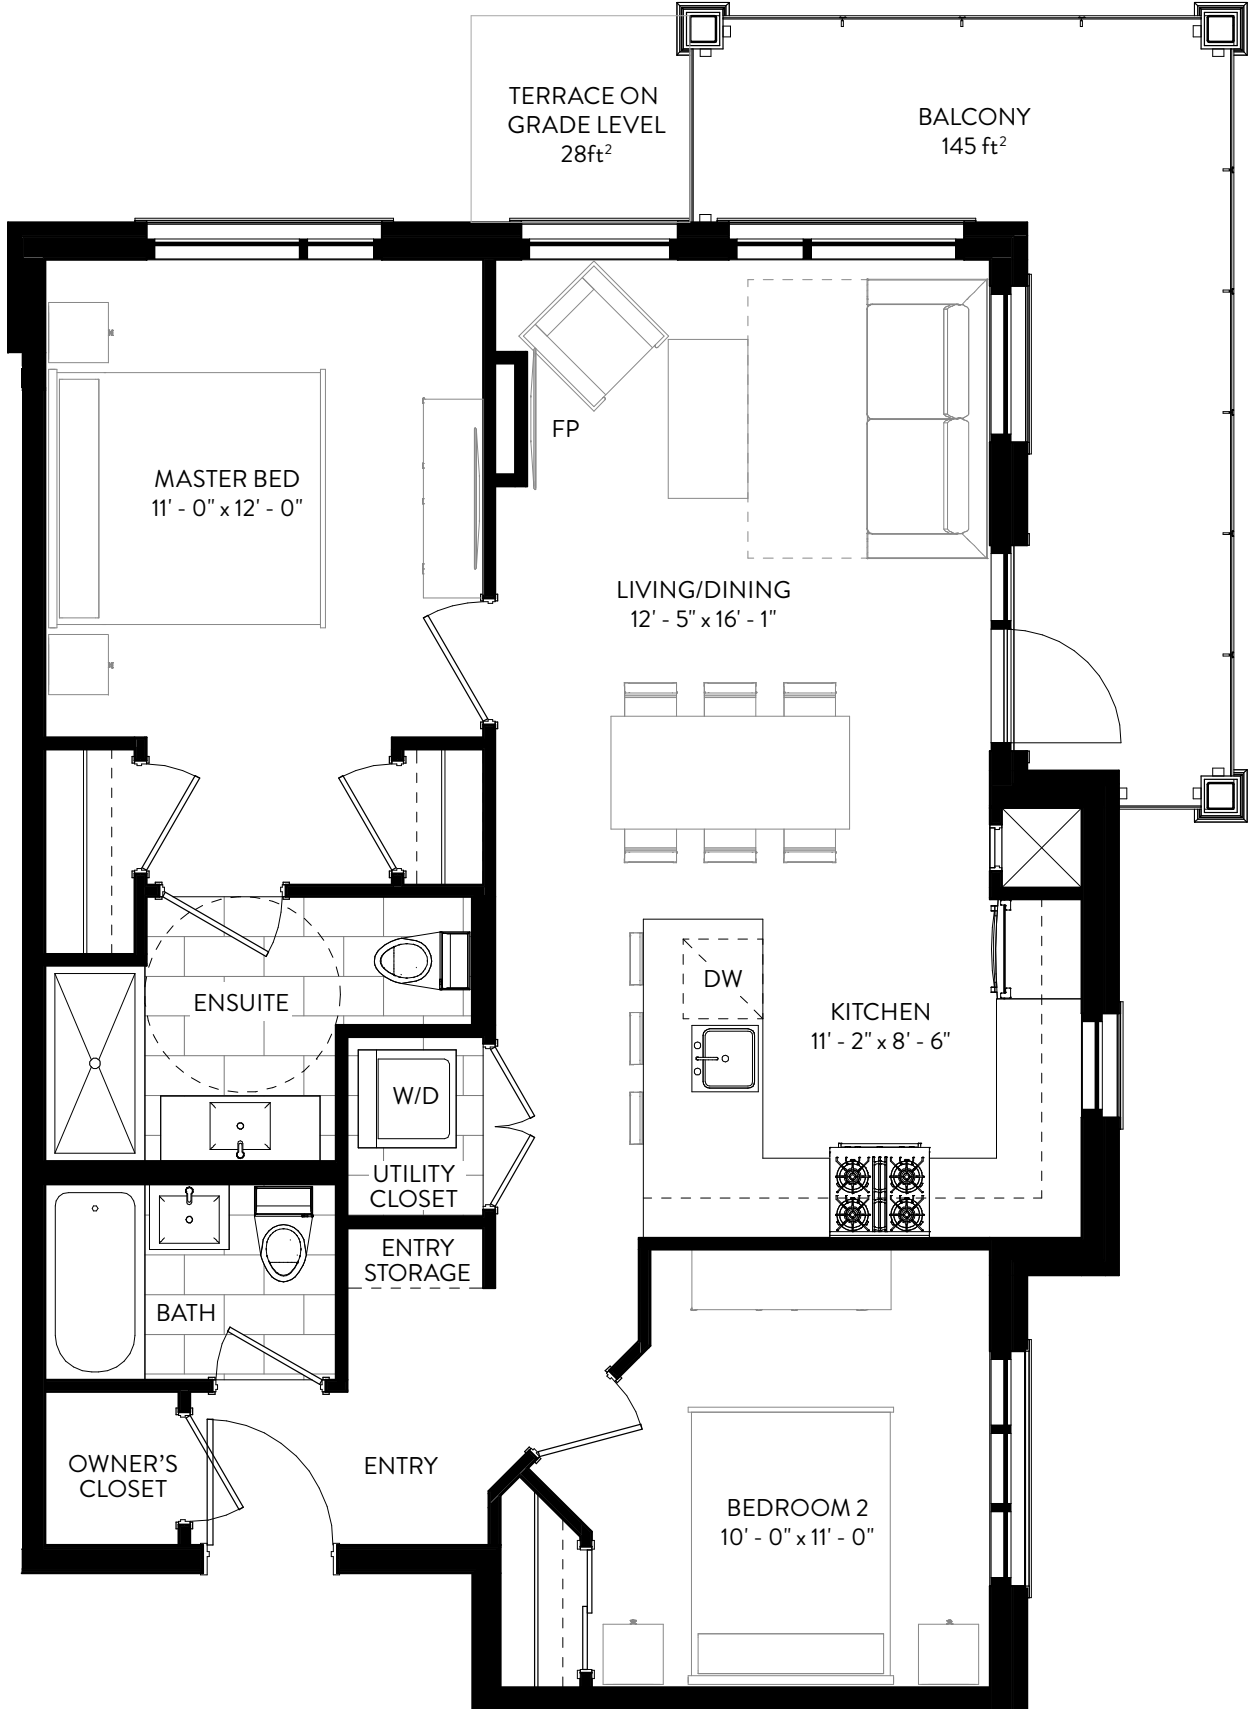 TERRACE ON
GRADE LEVEL
28ft²
BALCONY
145 ft²
FP
MASTER BED
11' - 0" x 12' - 0"
LIVING/DINING
12' - 5" x 16' - 1"
DW
ENSUITE
KITCHEN
11' - 2" x 8' - 6"
W/D
UTILITY
CLOSET
ENTRY
STORAGE
BATH
OWNER'S
CLOSET
ENTRY
BEDROOM 2
10' - 0" x 11' - 0"